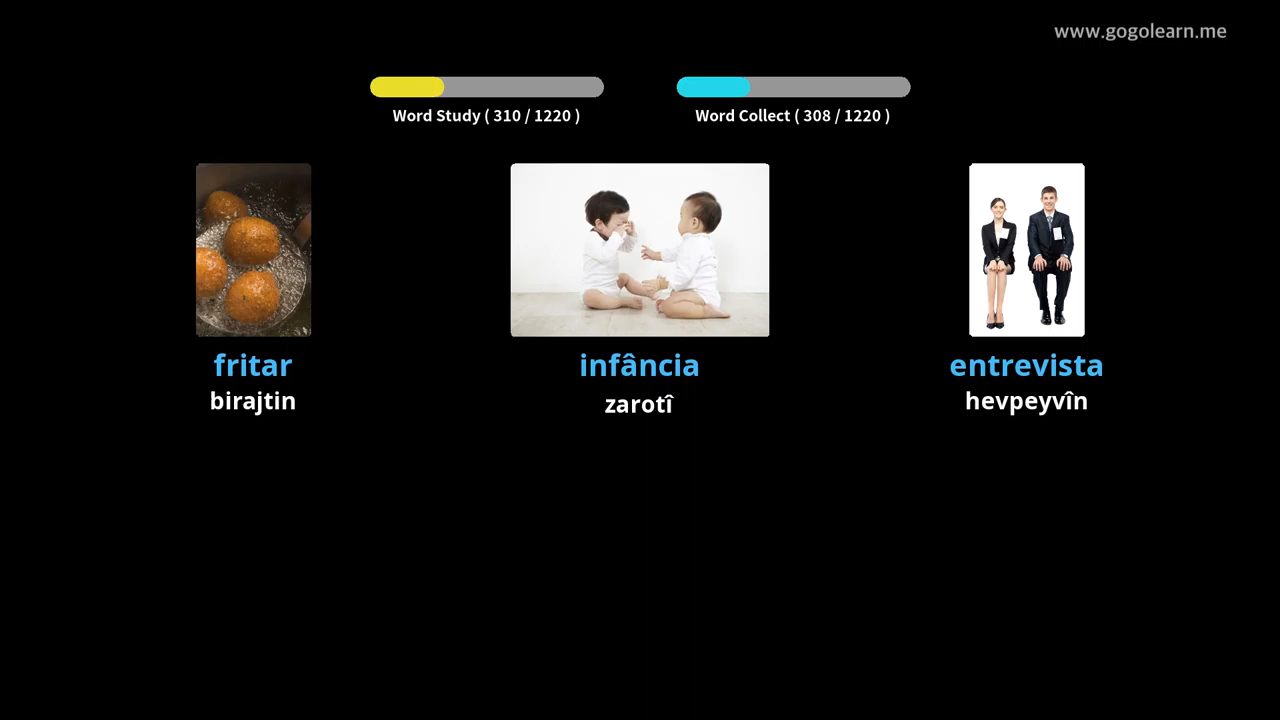 www.gogolearn.me
Word Study ( 310 / 1220 )
Word Collect ( 308 / 1220 )
fritar
birajtin
infância
zarotî
entrevista
hevpeyvîn